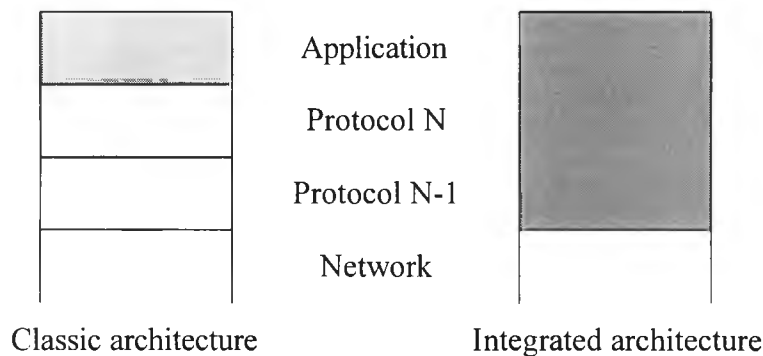 Application
Protocol N
Protocol N-1
Network
Classic architecture
Integrated architecture